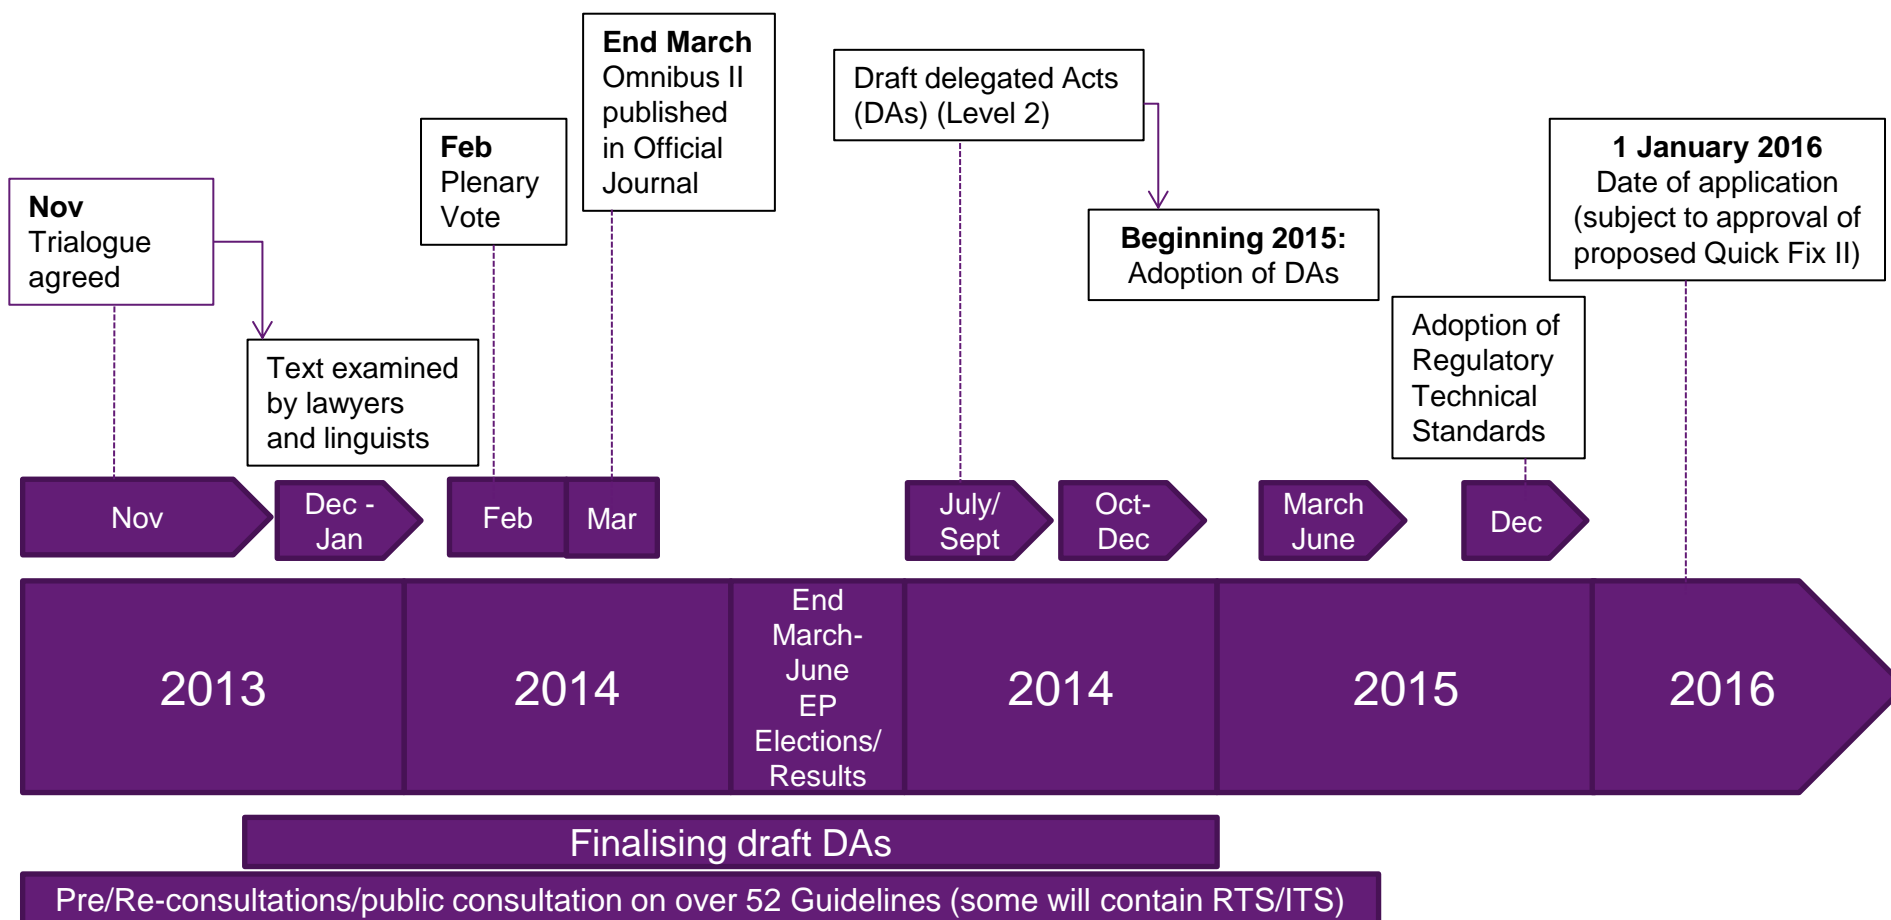 Nov
Trialogue
agreed
Text examined
by lawyers
and linguists
Feb
Plenary
Vote
End March
Omnibus II
published
in Official
Journal
Draft delegated Acts
(DAs) (Level 2)
Beginning 2015:
Adoption of DAs
Adoption of
Regulatory
Technical
Standards
1 January 2016
Date of application
(subject to approval of
proposed Quick Fix II)
Nov
Dec -
Jan
Feb
Mar
July/
Sept
Oct-
Dec
March
June
Dec
2013
2014
End
March-
June
EP
Elections/
Results
2014
2015
2016
Finalising draft DAs
Pre/Re-consultations/public consultation on over 52 Guidelines (some will contain RTS/ITS)